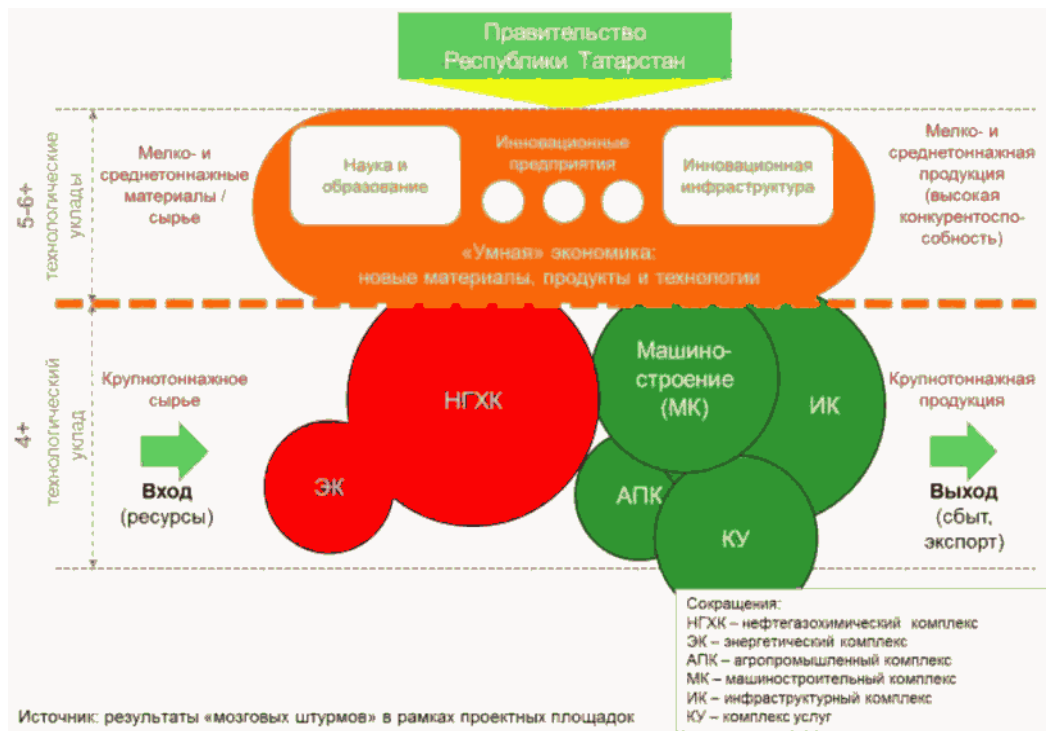 Правительство
Республики Татарстан
5-6+
технологические
уклады
Мелко- и
среднетоннажные
материалы /
сырье
Наука и
образование
Инновационные
предприятия
Инновационная
инфраструктура
«Умная» экономика:
новые материалы, продукты и технологии
Мелко- и
среднетоннажная
продукция
(высокая
конкурентоспо-
собность)
4+
технологический
уклад
Крупнотоннажное
сырье
Вход
(ресурсы)
НГХК
ЭК
Машино-
строение
(МК)
ИК
АПК
КУ
Крупнотоннажная
продукция
Выход
(сбыт,
экспорт)
Сокращения:
НГХК – нефтегазохимический комплекс
ЭК – энергетический комплекс
АПК – агропромышленный комплекс
МК – машиностроительный комплекс
ИК – инфраструктурный комплекс
КУ – комплекс услуг
Источник: результаты «мозговых штурмов» в рамках проектных площадок